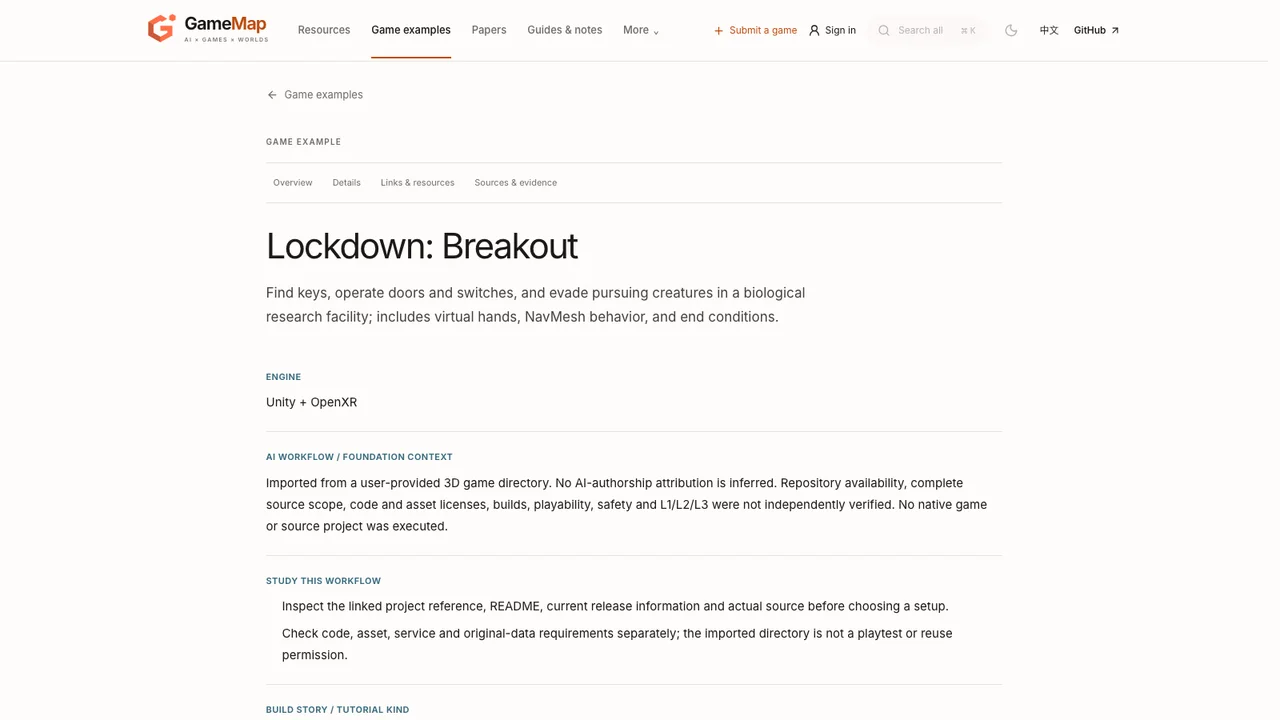 GameMap
AI × GAMES × WORLDS
Resources
Game examples
Papers
Guides & notes
More
Submit a game
Sign in
Search all
⌘ K
中文
GitHub
Game examples
GAME EXAMPLE
Overview
Details
Links & resources
Sources & evidence
Lockdown: Breakout
Find keys, operate doors and switches, and evade pursuing creatures in a biological
research facility; includes virtual hands, NavMesh behavior, and end conditions.
ENGINE
Unity + OpenXR
AI WORKFLOW / FOUNDATION CONTEXT
Imported from a user-provided 3D game directory. No AI-authorship attribution is inferred. Repository availability, complete
source scope, code and asset licenses, builds, playability, safety and L1/L2/L3 were not independently verified. No native game
or source project was executed.
STUDY THIS WORKFLOW
Inspect the linked project reference, README, current release information and actual source before choosing a setup.
Check code, asset, service and original-data requirements separately; the imported directory is not a playtest or reuse
permission.
BUILD STORY / TUTORIAL KIND